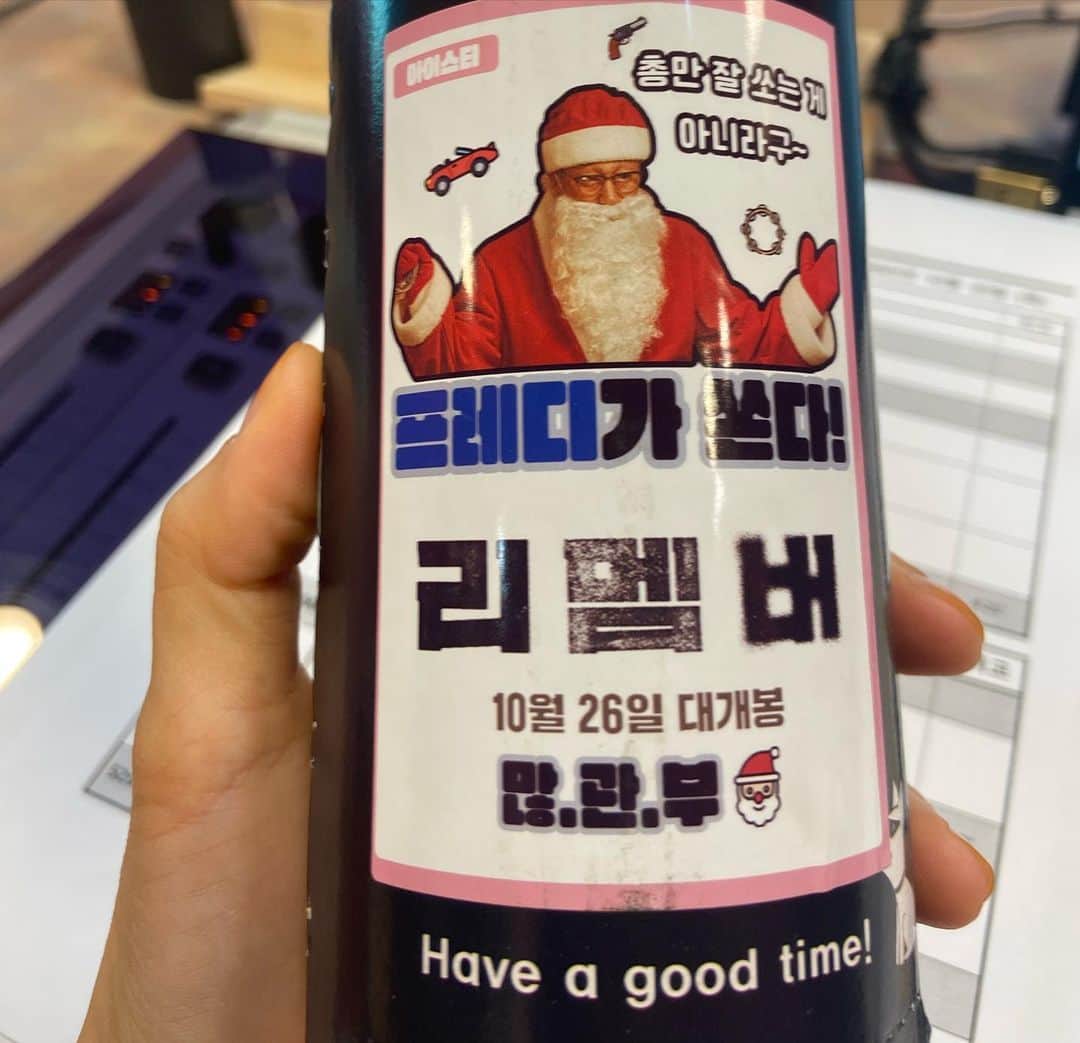 아이스티
총만 잘 쏘는 게
아니라구~
프레디가 쏜다!
리멤버
10월 26일 대개봉
많.관.부
Have a good time!